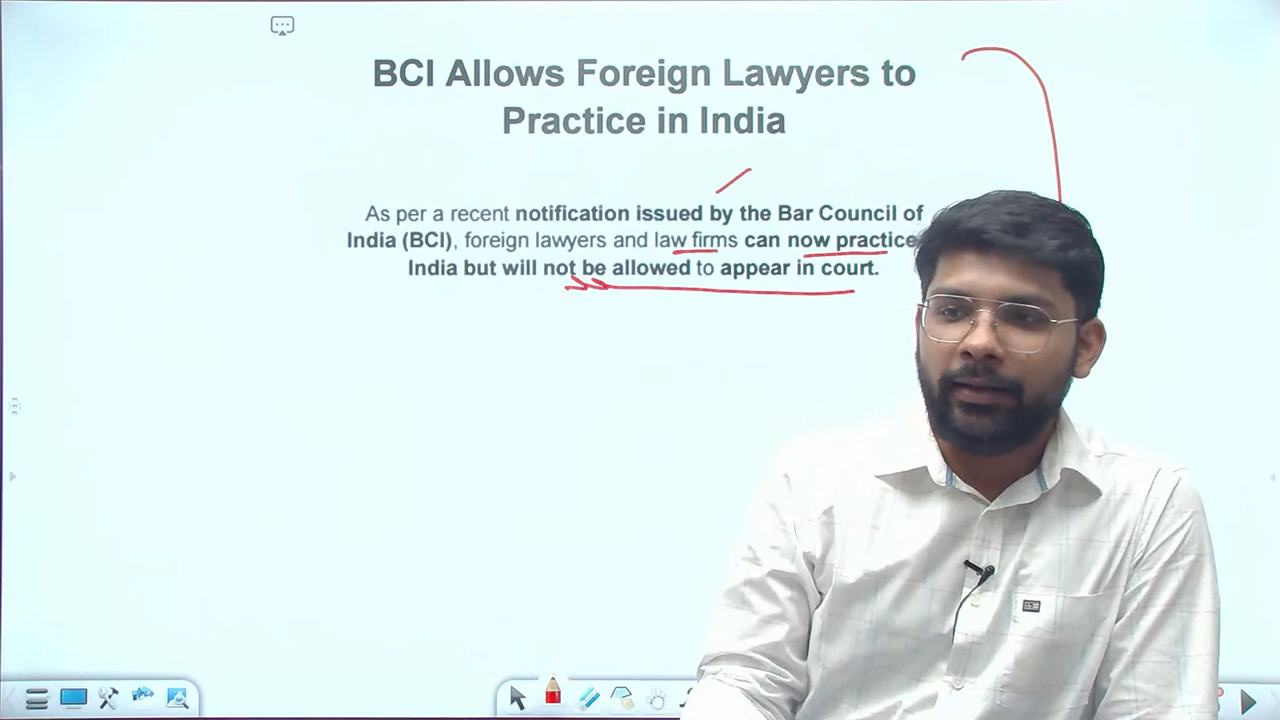 BCI Allows Foreign Lawyers to
Practice in India
As per a recent notification issued by the Bar Council of
India (BCI), foreign lawyers and law firms can now practice
India but will not be allowed to appear in court.